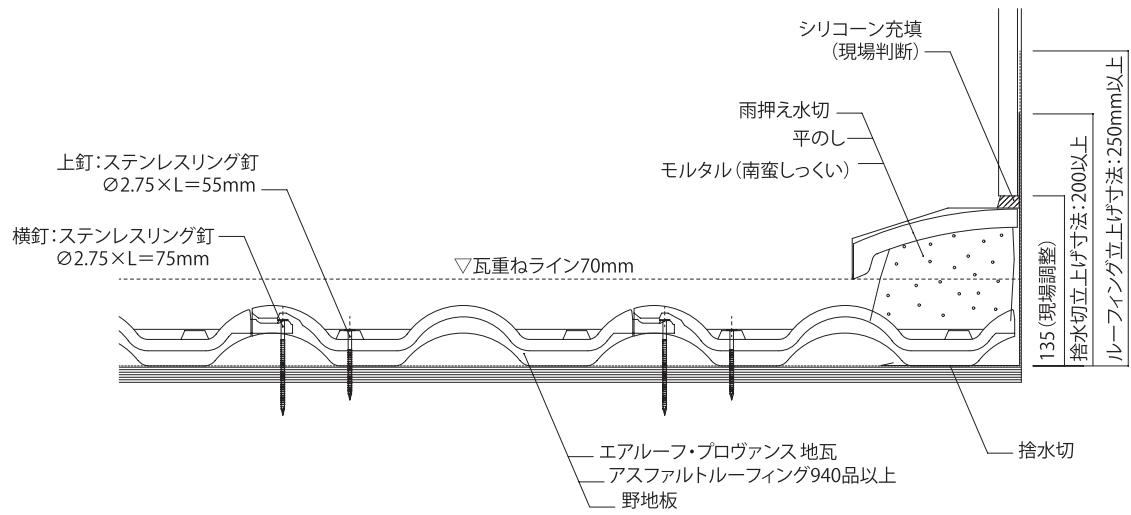 シリコーン充填
（現場判断）
雨押え水切
平のし
モルタル（南蛮しっくい）
上釘：ステンレスリング釘
∅2.75×L＝55mm
横釘：ステンレスリング釘
∅2.75×L＝75mm
▽瓦重ねライン70mm
135（現場調整）
捨水切立上げ寸法：200以上
ルーフィング立上げ寸法：250mm以上
エアルーフ・プロヴァンス 地瓦
アスファルトルーフィング940品以上
野地板
捨水切